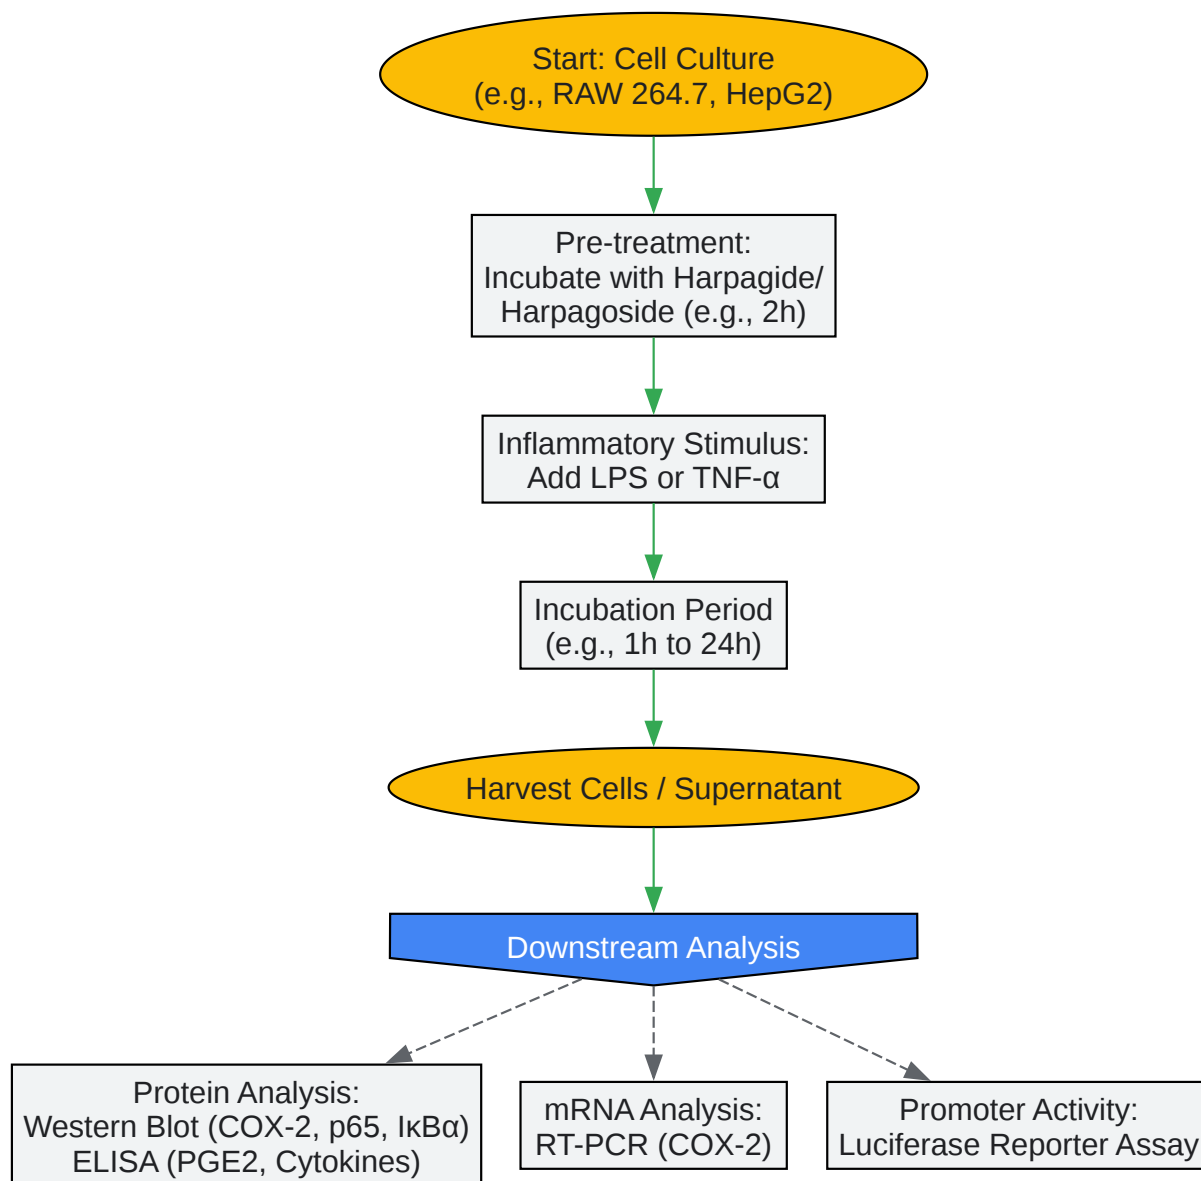 Start: Cell Culture
(e.g., RAW 264.7, HepG2)
Pre-treatment:
Incubate with Harpagide/
Harpagoside (e.g., 2h)
Inflammatory Stimulus:
Add LPS or TNF-α
Incubation Period
(e.g., 1h to 24h)
Harvest Cells / Supernatant
Downstream Analysis
Protein Analysis:
Western Blot (COX-2, p65, IκBα)
ELISA (PGE2, Cytokines)
mRNA Analysis:
RT-PCR (COX-2)
Promoter Activity:
Luciferase Reporter Assay